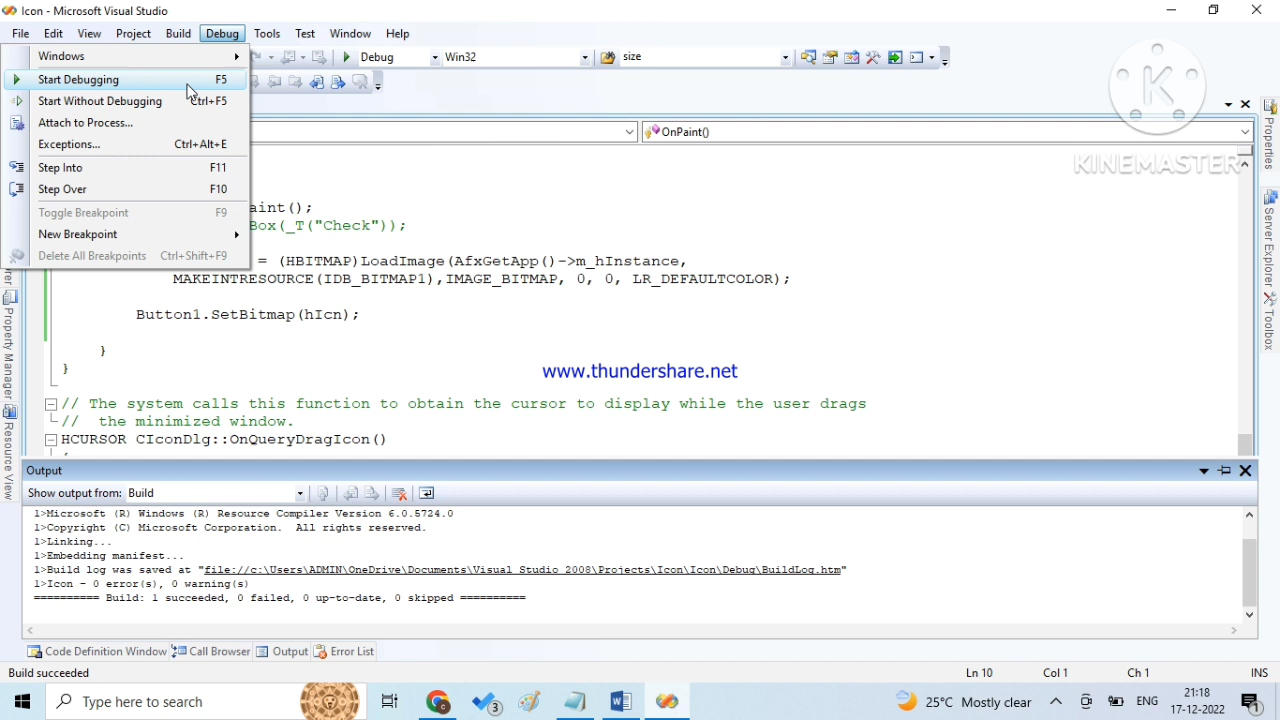 Icon - Microsoft Visual Studio
File Edit View Project Build Debug Tools Test Window Help
Windows
Debug Win32 size
Start Debugging F5
Start Without Debugging Ctrl+F5
Attach to Process...
Exceptions... Ctrl+Alt+E
Step Into F11
Step Over F10
Toggle Breakpoint F9
New Breakpoint
Delete All Breakpoints Ctrl+Shift+F9
OnPaint()
K
KINEMASTER
Properties
Server Explorer
Toolbox
Property Manager
Resource View
aint();
Box(_T("Check"));
= (HBITMAP)LoadImage(AfxGetApp()->m_hInstance,
MAKEINTRESOURCE(IDB_BITMAP1),IMAGE_BITMAP, 0, 0, LR_DEFAULTCOLOR);
Button1.SetBitmap(hIcn);
}
}
www.thundershare.net
// The system calls this function to obtain the cursor to display while the user drags
//  the minimized window.
HCURSOR CIconDlg::OnQueryDragIcon()
Output
Show output from: Build
1>Microsoft (R) Windows (R) Resource Compiler Version 6.0.5724.0
1>Copyright (C) Microsoft Corporation.  All rights reserved.
1>Linking...
1>Embedding manifest...
1>Build log was saved at "file://c:\Users\ADMIN\OneDrive\Documents\Visual Studio 2008\Projects\Icon\Icon\Debug\BuildLog.htm"
1>Icon - 0 error(s), 0 warning(s)
========== Build: 1 succeeded, 0 failed, 0 up-to-date, 0 skipped ==========
Code Definition Window Call Browser Output Error List
Build succeeded Ln 10 Col 1 Ch 1 INS
Type here to search
3
25°C Mostly clear
ENG
21:18
17-12-2022
1